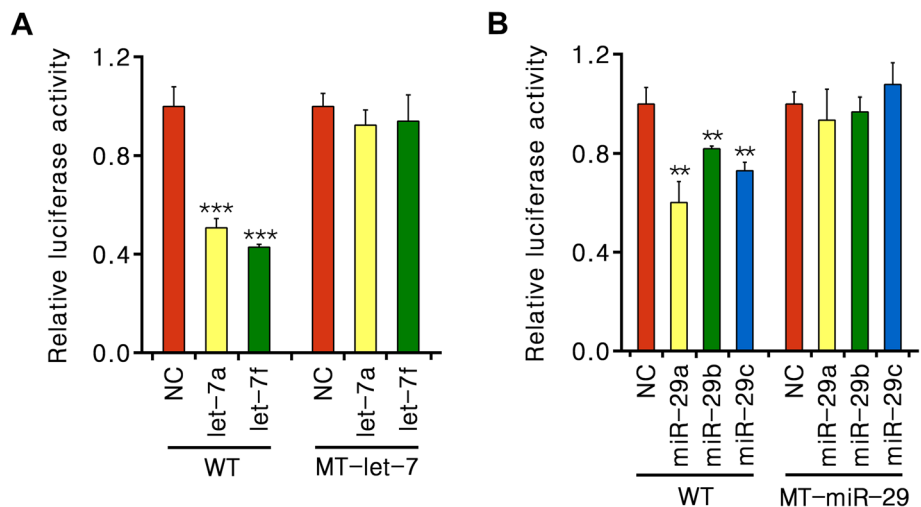 A
Relative luciferase activity
1.2
0.8
0.4
0.0
***
***
NC
let-7a
let-7f
NC
let-7a
let-7f
WT
MT-let-7
B
Relative luciferase activity
1.2
0.8
0.4
0.0
**
**
**
NC
miR-29a
miR-29b
miR-29c
NC
miR-29a
miR-29b
miR-29c
WT
MT-miR-29